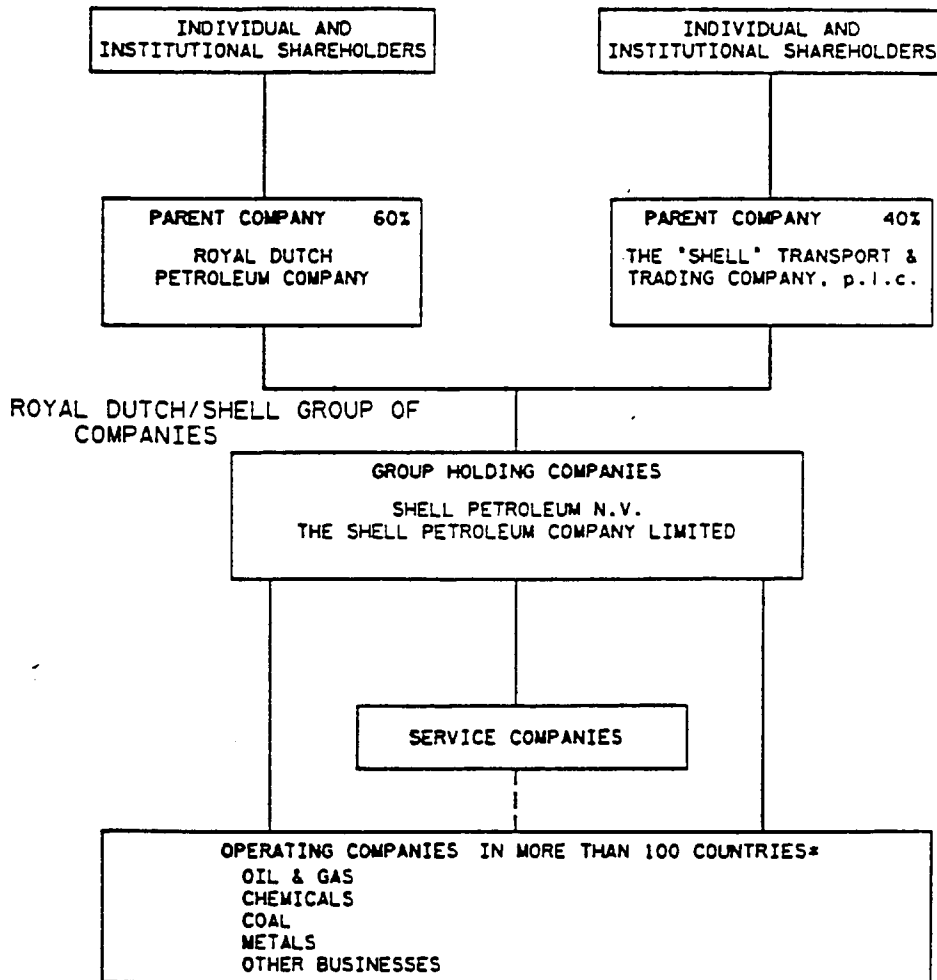 INDIVIDUAL AND
INSTITUTIONAL SHAREHOLDERS
INDIVIDUAL AND
INSTITUTIONAL SHAREHOLDERS
PARENT COMPANY 60%
ROYAL DUTCH
PETROLEUM COMPANY
PARENT COMPANY 40%
THE "SHELL" TRANSPORT &
TRADING COMPANY, p.l.c.
ROYAL DUTCH/SHELL GROUP OF
COMPANIES
GROUP HOLDING COMPANIES
SHELL PETROLEUM N.V.
THE SHELL PETROLEUM COMPANY LIMITED
SERVICE COMPANIES
OPERATING COMPANIES IN MORE THAN 100 COUNTRIES*
OIL & GAS
CHEMICALS
COAL
METALS
OTHER BUSINESSES